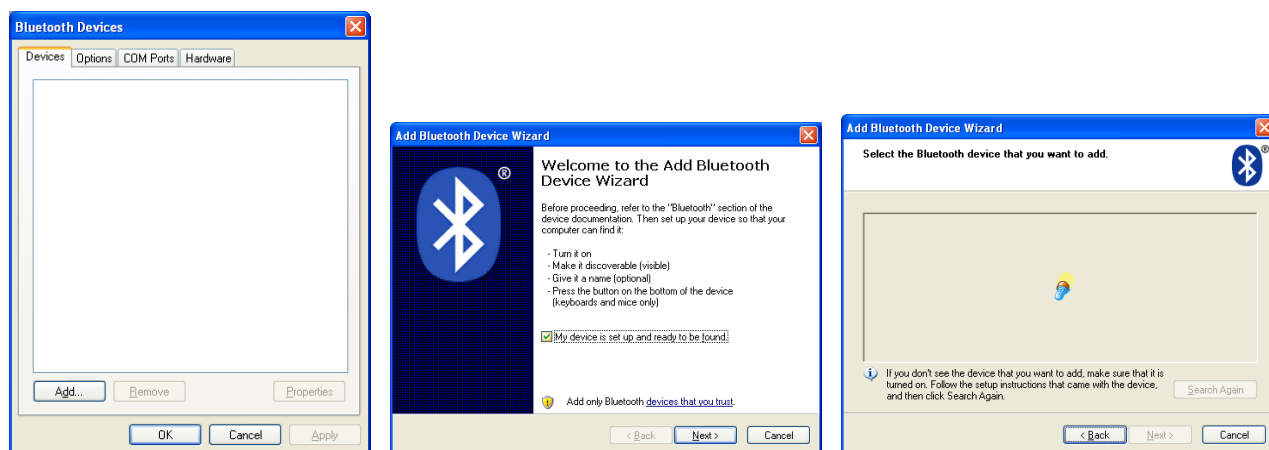 Bluetooth Devices
Devices
Options
COM Ports
Hardware
Add...
Remove
Properties
OK
Cancel
Apply
Add Bluetooth Device Wizard
®
Welcome to the Add Bluetooth
Device Wizard
Before proceeding, refer to the "Bluetooth" section of the
device documentation. Then set up your device so that your
computer can find it:
- Turn it on
- Make it discoverable (visible)
- Give it a name (optional)
- Press the button on the bottom of the device
(keyboards and mice only)
My device is set up and ready to be found.
Add only Bluetooth devices that you trust.
< Back
Next >
Cancel
Add Bluetooth Device Wizard
Select the Bluetooth device that you want to add.
®
If you don't see the device that you want to add, make sure that it is
turned on. Follow the setup instructions that came with the device,
and then click Search Again.
Search Again
< Back
Next >
Cancel